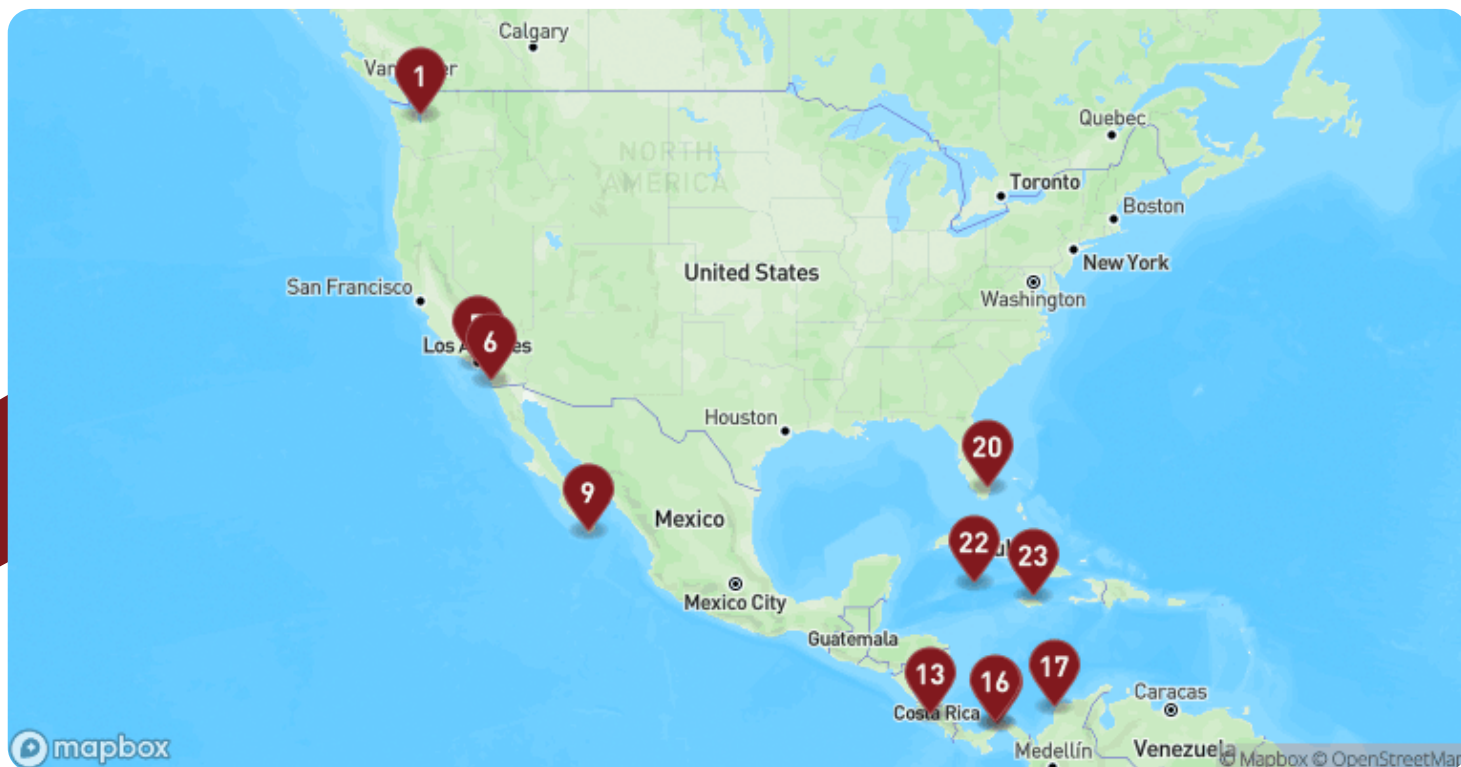 Calgary
1
Quebec
NORTH
AMERICA
Toronto
Boston
New York
United States
Washington
San Francisco
6
Houston
20
9
Mexico
22
23
Mexico City
Guatemala
13
16
17
Costa Rica
Caracas
Medellín
Venezuela
mapbox
© Mapbox © OpenStreetMap